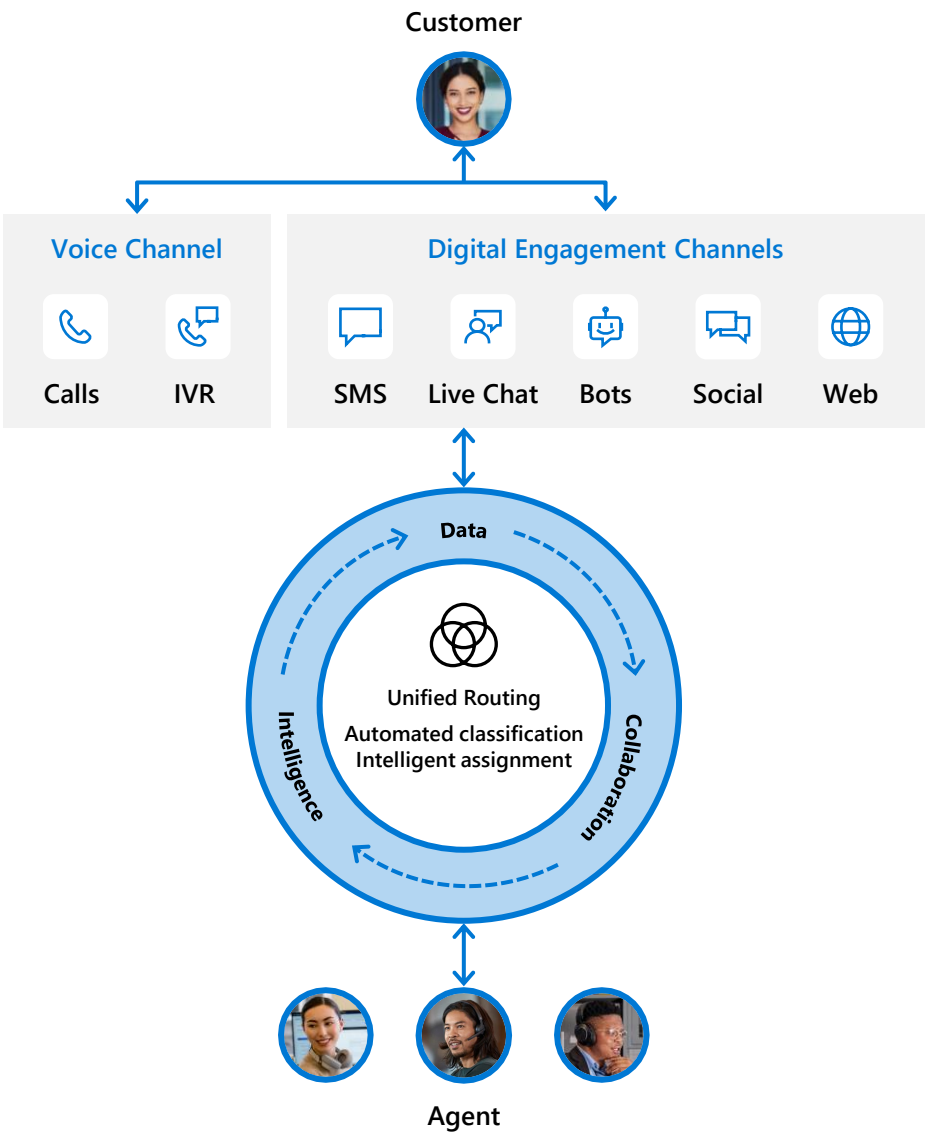 Customer
Voice Channel
Calls
IVR
Digital Engagement Channels
SMS
Live Chat
Bots
Social
Web
Data
Collaboration
Intelligence
Unified Routing
Automated classification
Intelligent assignment
Agent